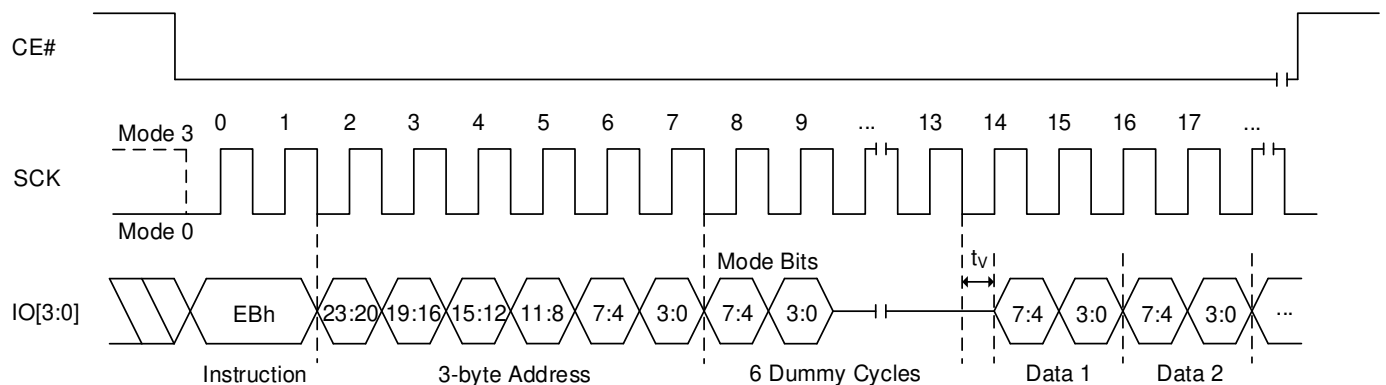 CE#
0 1 2 3 4 5 6 7 8 9 ... 13 14 15 16 17 ...
Mode 3
SCK
Mode 0
Mode Bits
tV
IO[3:0] EBh 23:20 19:16 15:12 11:8 7:4 3:0 7:4 3:0 7:4 3:0 7:4 3:0 ...
Instruction 3-byte Address 6 Dummy Cycles Data 1 Data 2